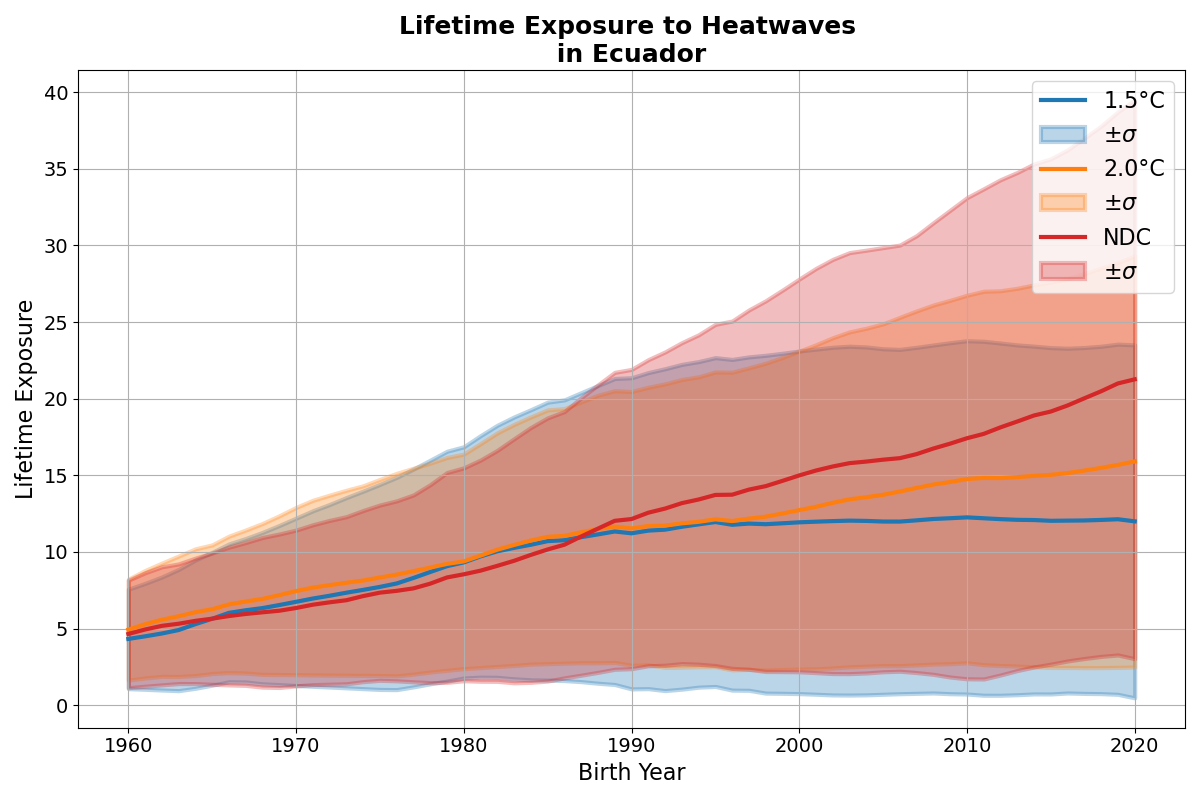 Lifetime Exposure to Heatwaves
in Ecuador
40
35
30
25
20
15
10
5
0
Lifetime Exposure
1960
1970
1980
1990
2000
2010
2020
Birth Year
1.5°C
±σ
2.0°C
±σ
NDC
±σ